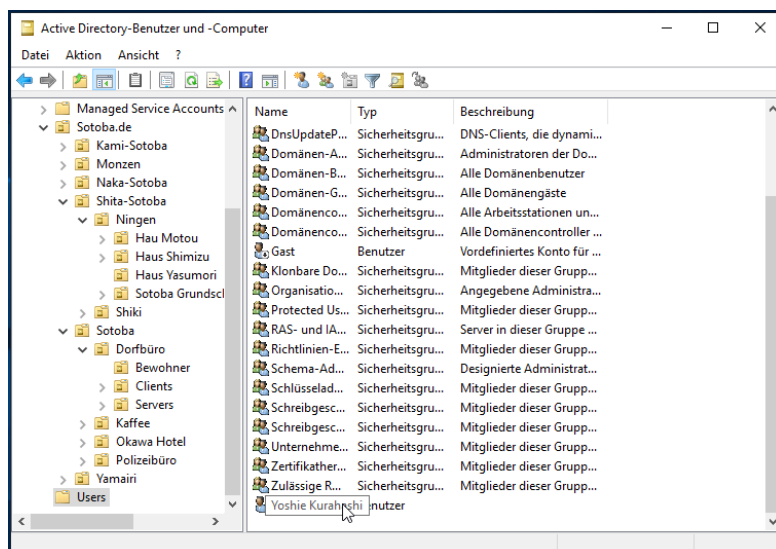 Active Directory-Benutzer und -Computer
Datei Aktion Ansicht ?
Managed Service Accounts
Sotoba.de
Kami-Sotoba
Monzen
Naka-Sotoba
Shita-Sotoba
Ningen
Hau Motou
Haus Shimizu
Haus Yasumori
Sotoba Grundscl
Shiki
Sotoba
Dorfbüro
Bewohner
Clients
Servers
Kaffee
Okawa Hotel
Polizeibüro
Yamairi
Users
Name Typ Beschreibung
DnsUpdateP... Sicherheitsgru... DNS-Clients, die dynami...
Domänen-A... Sicherheitsgru... Administratoren der Do...
Domänen-B... Sicherheitsgru... Alle Domänenbenutzer
Domänen-G... Sicherheitsgru... Alle Domänengäste
Domänenco... Sicherheitsgru... Alle Arbeitsstationen un...
Domänenco... Sicherheitsgru... Alle Domänencontroller ...
Gast Benutzer Vordefiniertes Konto für ...
Klonbare Do... Sicherheitsgru... Mitglieder dieser Grupp...
Organisatio... Sicherheitsgru... Angegebene Administra...
Protected Us... Sicherheitsgru... Mitglieder dieser Grupp...
RAS- und IA... Sicherheitsgru... Server in dieser Gruppe ...
Richtlinien-E... Sicherheitsgru... Mitglieder dieser Grupp...
Schema-Ad... Sicherheitsgru... Designierte Administrat...
Schlüsselad... Sicherheitsgru... Mitglieder dieser Grupp...
Schreibgesc... Sicherheitsgru... Mitglieder dieser Grupp...
Schreibgesc... Sicherheitsgru... Mitglieder dieser Grupp...
Unternehme... Sicherheitsgru... Mitglieder dieser Grupp...
Zertifikather... Sicherheitsgru... Mitglieder dieser Grupp...
Zulässige R... Sicherheitsgru... Mitglieder dieser Grupp...
Yoshie Kurahashi enutzer